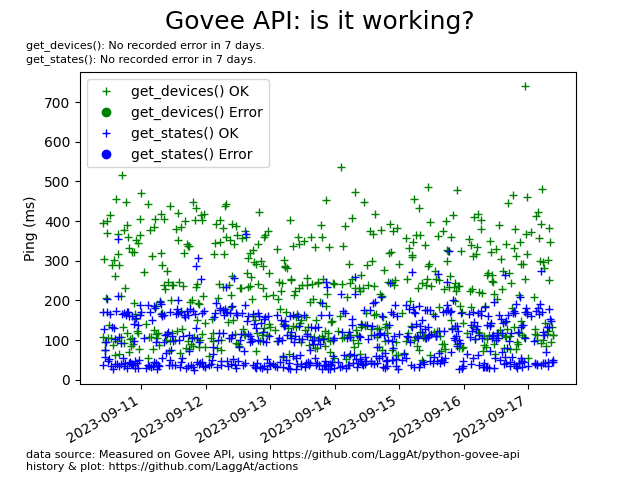 Govee API: is it working?
get_devices(): No recorded error in 7 days.
get_states(): No recorded error in 7 days.
get_devices() OK
get_devices() Error
get_states() OK
get_states() Error
Ping (ms)
700
600
500
400
300
200
100
0
2023-09-11
2023-09-12
2023-09-13
2023-09-14
2023-09-15
2023-09-16
2023-09-17
data source: Measured on Govee API, using https://github.com/LaggAt/python-govee-api
history & plot: https://github.com/LaggAt/actions